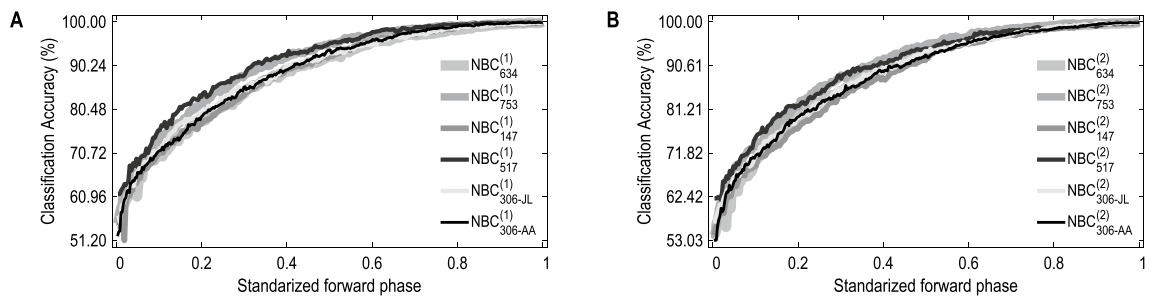 A
Classification Accuracy (%)
100.00
90.24
80.48
70.72
60.96
51.20
NBC(1)634
NBC(1)753
NBC(1)147
NBC(1)517
NBC(1)306-JL
NBC(1)306-AA
0 0.2 0.4 0.6 0.8 1
Standarized forward phase
B
Classification Accuracy (%)
100.00
90.61
81.21
71.82
62.42
53.03
NBC(2)634
NBC(2)753
NBC(2)147
NBC(2)517
NBC(2)306-JL
NBC(2)306-AA
0 0.2 0.4 0.6 0.8 1
Standarized forward phase